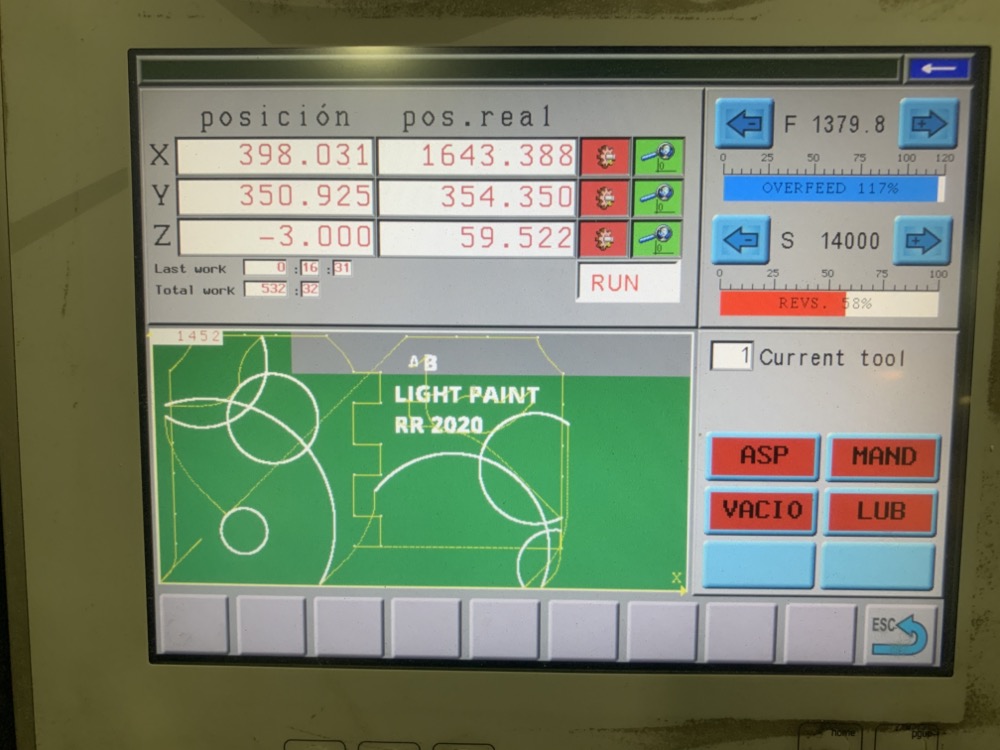 posición pos.real
X 398.031 1643.388
Y 350.925 354.350
Z -3.000 59.522
Last work 0 :16 :31
Total work 532 :32
RUN
F 1379.8
0 25 50 75 100 120
OVERFEED 117%
S 14000
0 25 50 75 100
REVS. 58%
1452
AB
LIGHT PAINT
RR 2020
X
1 Current tool
ASP MAND
VACIO LUB
ESC
home
pgup